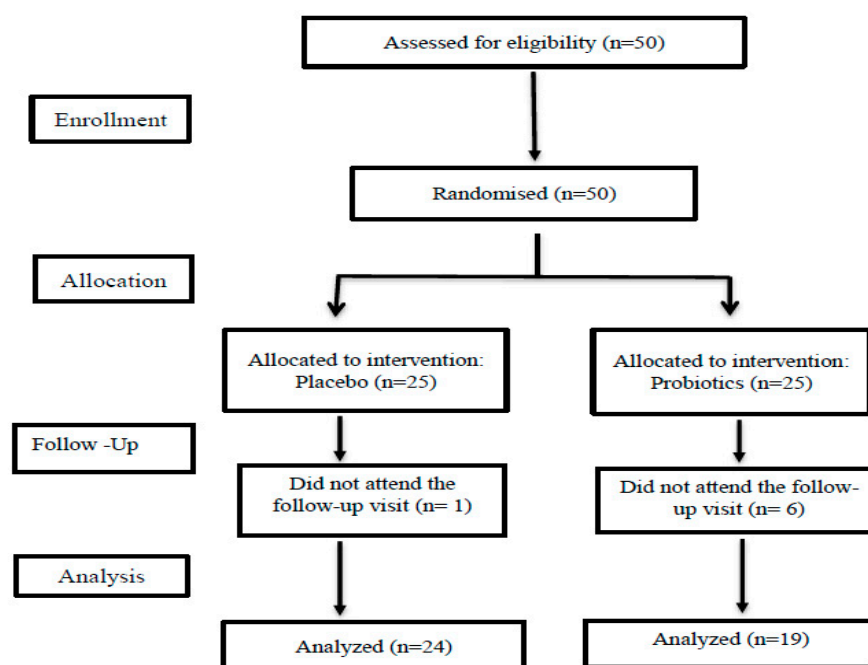 Assessed for eligibility (n=50)
Enrollment
Randomised (n=50)
Allocation
Allocated to intervention:
Placebo (n=25)
Allocated to intervention:
Probiotics (n=25)
Follow -Up
Did not attend the
follow-up visit (n= 1)
Did not attend the follow-
up visit (n= 6)
Analysis
Analyzed (n=24)
Analyzed (n=19)